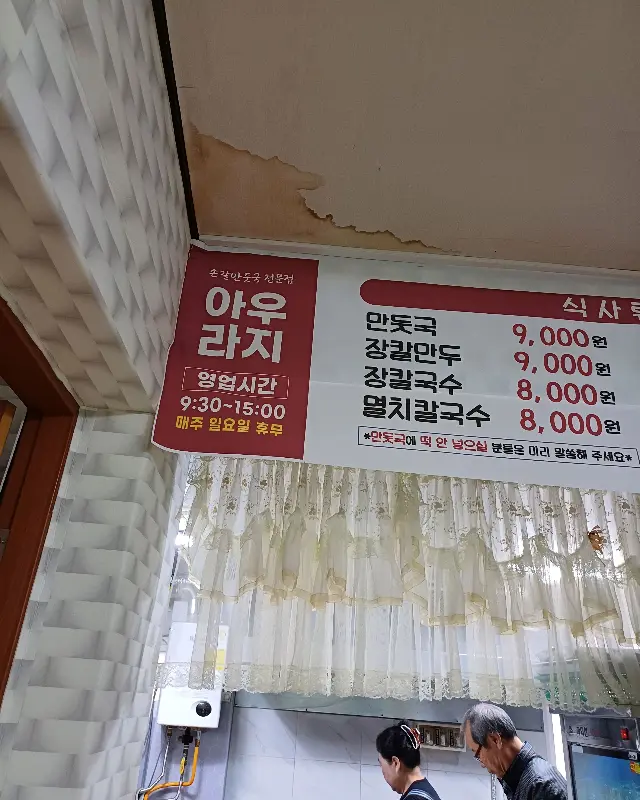 손칼만둣국 전문점
아우
라지
영업시간
9:30~15:00
매주 일요일 휴무
식사류
만둣국 9,000원
장칼만두 9,000원
장칼국수 8,000원
멸치칼국수 8,000원
*만둣국에 떡 안 넣으실 분들은 미리 말씀해 주세요*